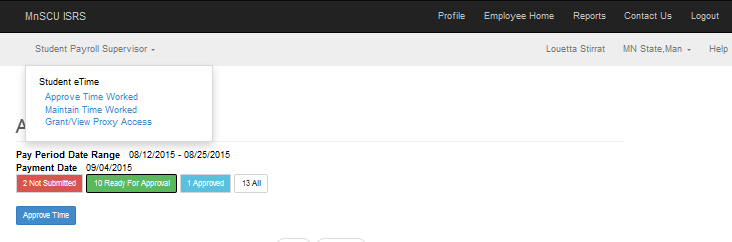 MnSCU ISRS Profile Employee Home Reports Contact Us Logout
Student Payroll Supervisor Louetta Stirrat MN State,Man Help
Student eTime
Approve Time Worked
Maintain Time Worked
Grant/View Proxy Access
Pay Period Date Range 08/12/2015 - 08/25/2015
Payment Date 09/04/2015
2 Not Submitted 10 Ready For Approval 1 Approved 13 All
Approve Time